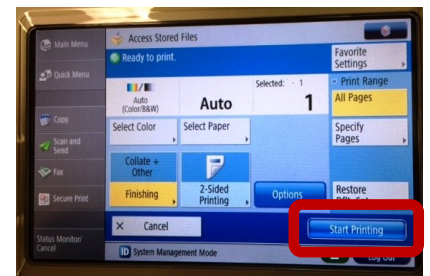 Main Menu
Quick Menu
Copy
Scan and
Send
Fax
Secure Print
Status Monitor/
Cancel
Access Stored Files
Ready to print.
Auto
(Color/B&W)
Auto
Selected: 1
1
Select Color
Select Paper
Collate +
Other
Finishing
2-Sided
Printing
Options
Favorite
Settings
Print Range
All Pages
Specify
Pages
Restore
× Cancel
Start Printing
ID System Management Mode
Log Out